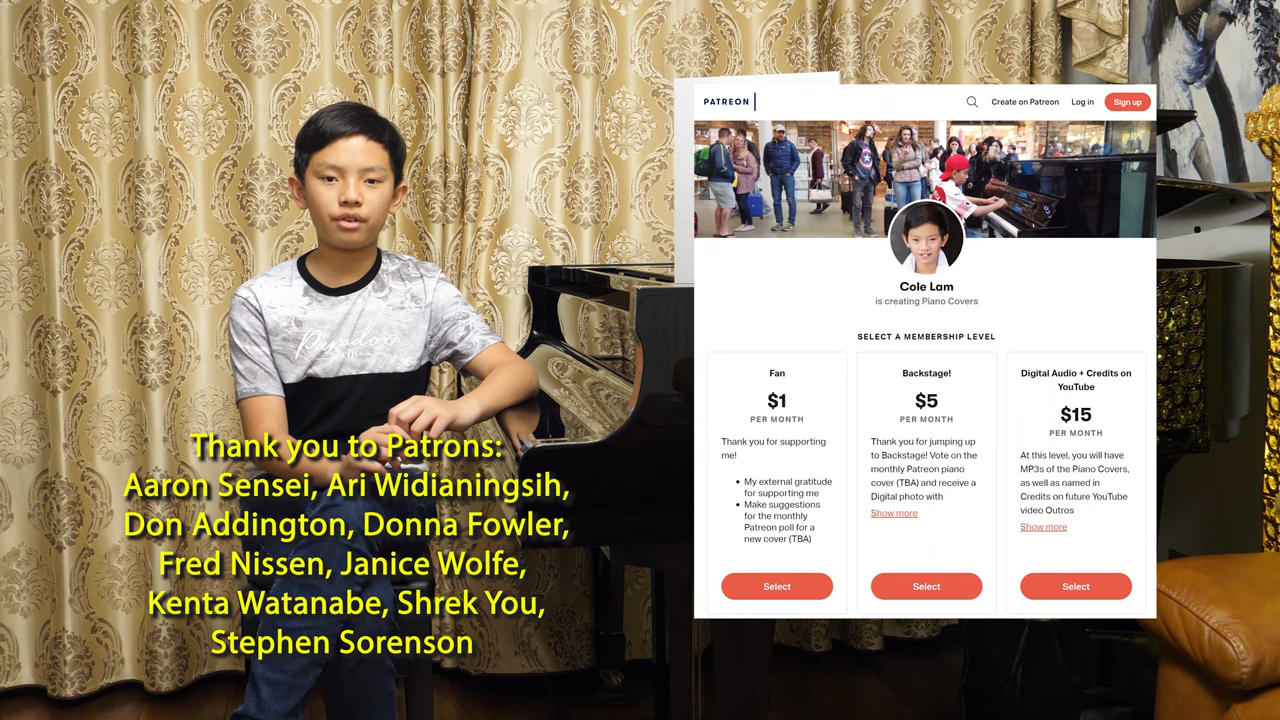 PATREON
Create on Patreon
Log in
Sign up
Cole Lam
is creating Piano Covers
SELECT A MEMBERSHIP LEVEL
Fan
$1
PER MONTH
Thank you for supporting
me!
• My external gratitude
for supporting me
• Make suggestions
for the monthly
Patreon poll for a
new cover (TBA)
Select
Backstage!
$5
PER MONTH
Thank you for jumping up
to Backstage! Vote on the
monthly Patreon piano
cover (TBA) and receive a
Digital photo with
Show more
Select
Digital Audio + Credits on
YouTube
$15
PER MONTH
At this level, you will have
MP3s of the Piano Covers,
as well as named in
Credits on future YouTube
video Outros
Show more
Select
Paradox
Thank you to Patrons:
Aaron Sensei, Ari Widianingsih,
Don Addington, Donna Fowler,
Fred Nissen, Janice Wolfe,
Kenta Watanabe, Shrek You,
Stephen Sorenson